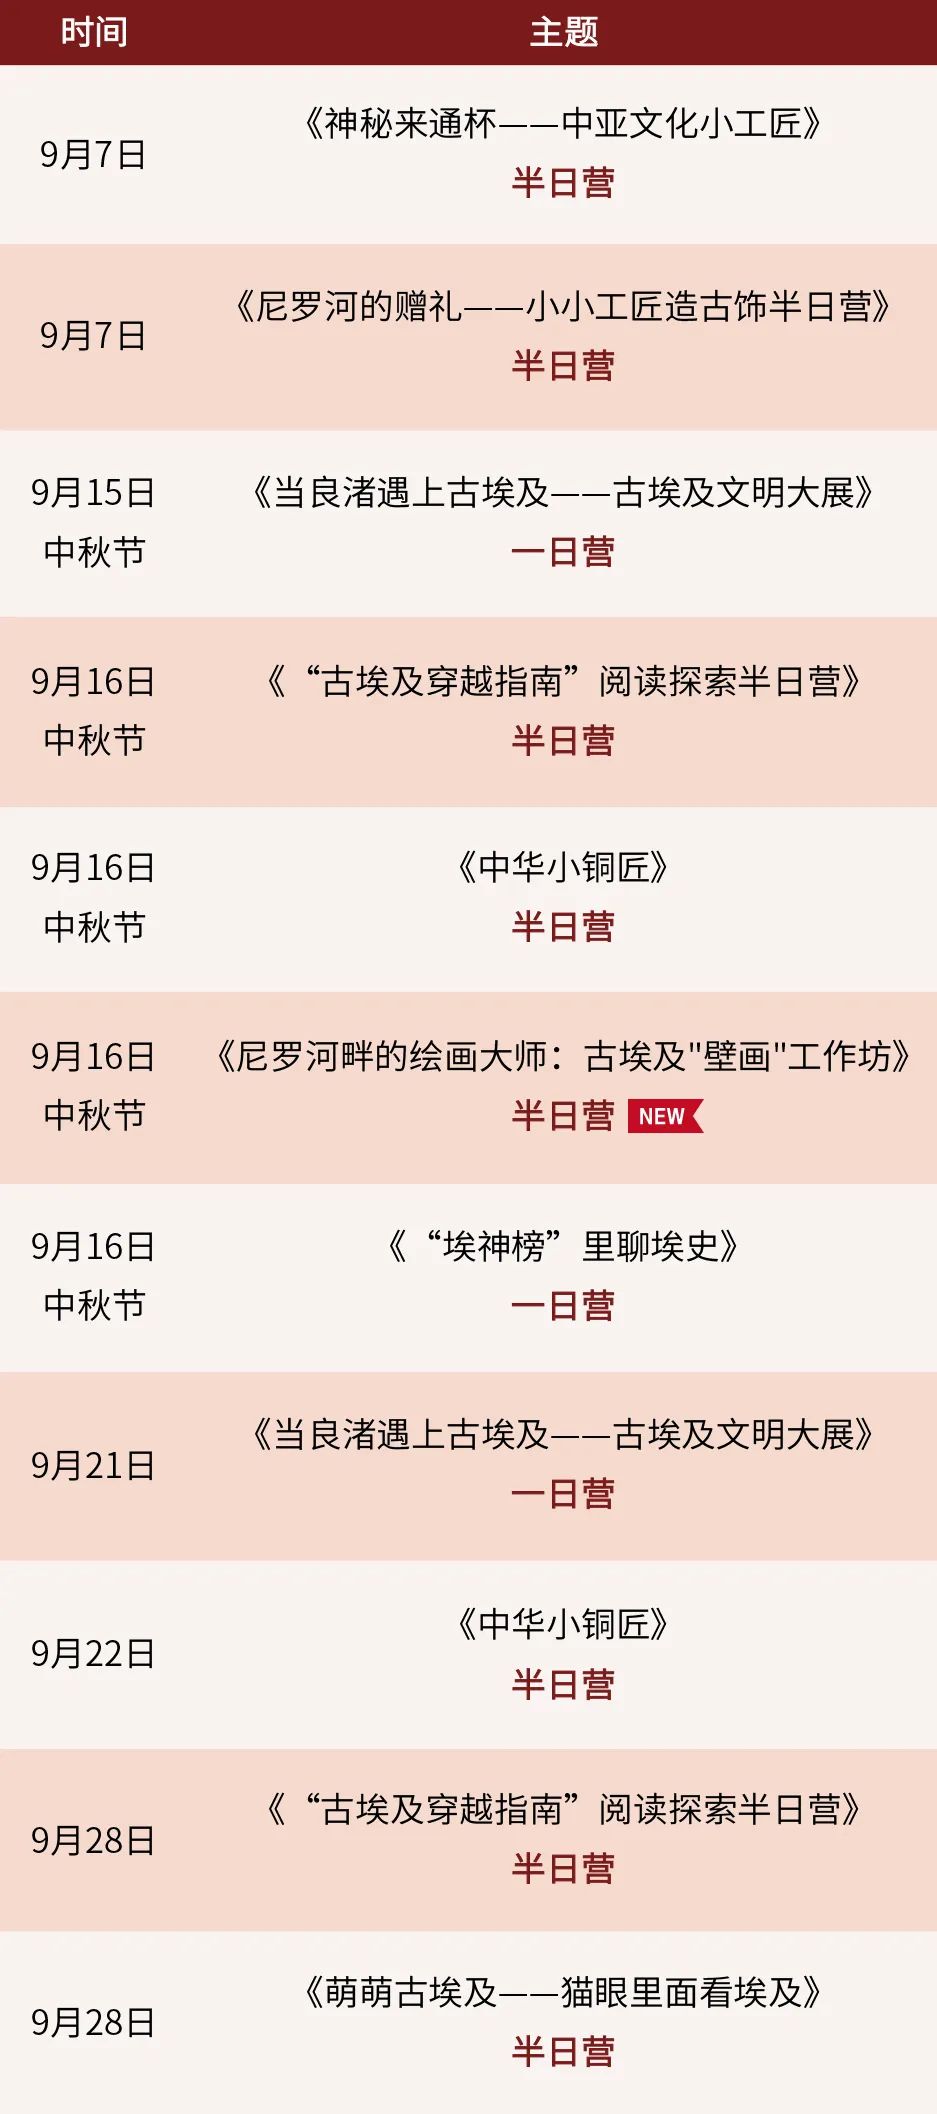 时间 主题
《神秘来通杯——中亚文化小工匠》
9月7日
半日营
《尼罗河的赠礼——小小工匠造古饰半日营》
9月7日
半日营
9月15日 《当良渚遇上古埃及——古埃及文明大展》
中秋节 一日营
9月16日 《“古埃及穿越指南”阅读探索半日营》
中秋节 半日营
9月16日 《中华小铜匠》
中秋节 半日营
9月16日 《尼罗河畔的绘画大师：古埃及"壁画"工作坊》
中秋节 半日营 NEW
9月16日 《“埃神榜”里聊埃史》
中秋节 一日营
《当良渚遇上古埃及——古埃及文明大展》
9月21日
一日营
《中华小铜匠》
9月22日
半日营
《“古埃及穿越指南”阅读探索半日营》
9月28日
半日营
《萌萌古埃及——猫眼里面看埃及》
9月28日
半日营